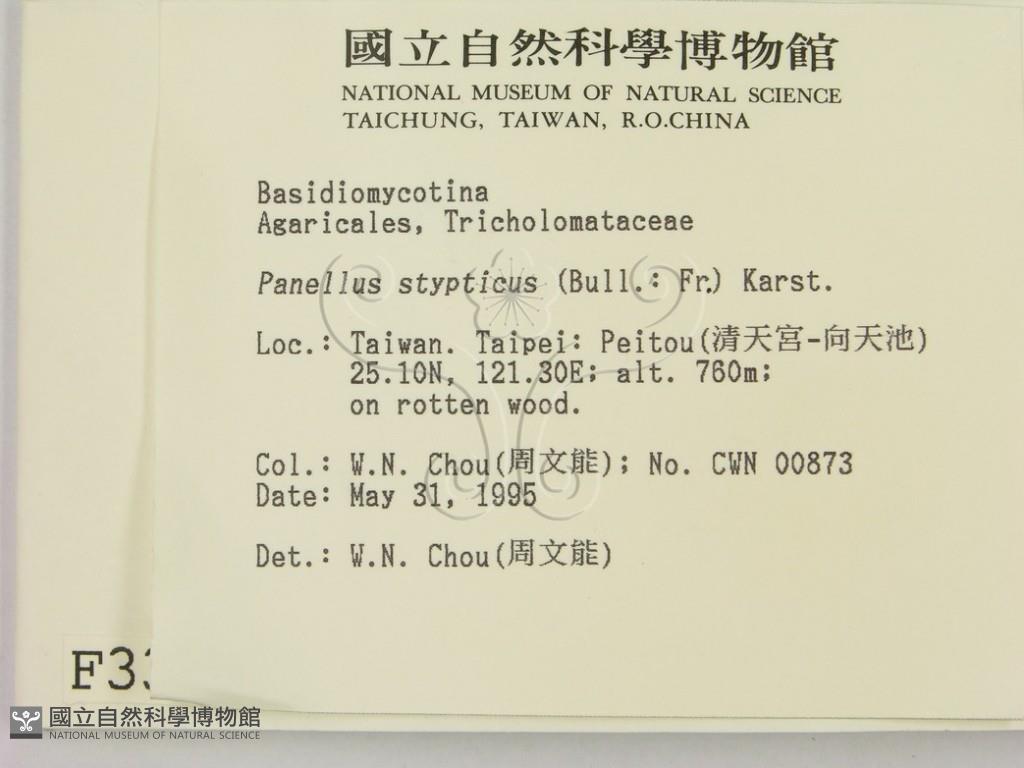 國立自然科學博物館
NATIONAL MUSEUM OF NATURAL SCIENCE
TAICHUNG, TAIWAN, R.O.CHINA
Basidiomycotina
Agaricales, Tricholomataceae
Panellus stypticus (Bull.: Fr.) Karst.
Loc.: Taiwan. Taipei: Peitou(清天宮-向天池)
25.10N, 121.30E; alt. 760m;
on rotten wood.
Col.: W.N. Chou(周文能); No. CWN 00873
Date: May 31, 1995
Det.: W.N. Chou(周文能)
國立自然科學博物館
NATIONAL MUSEUM OF NATURAL SCIENCE